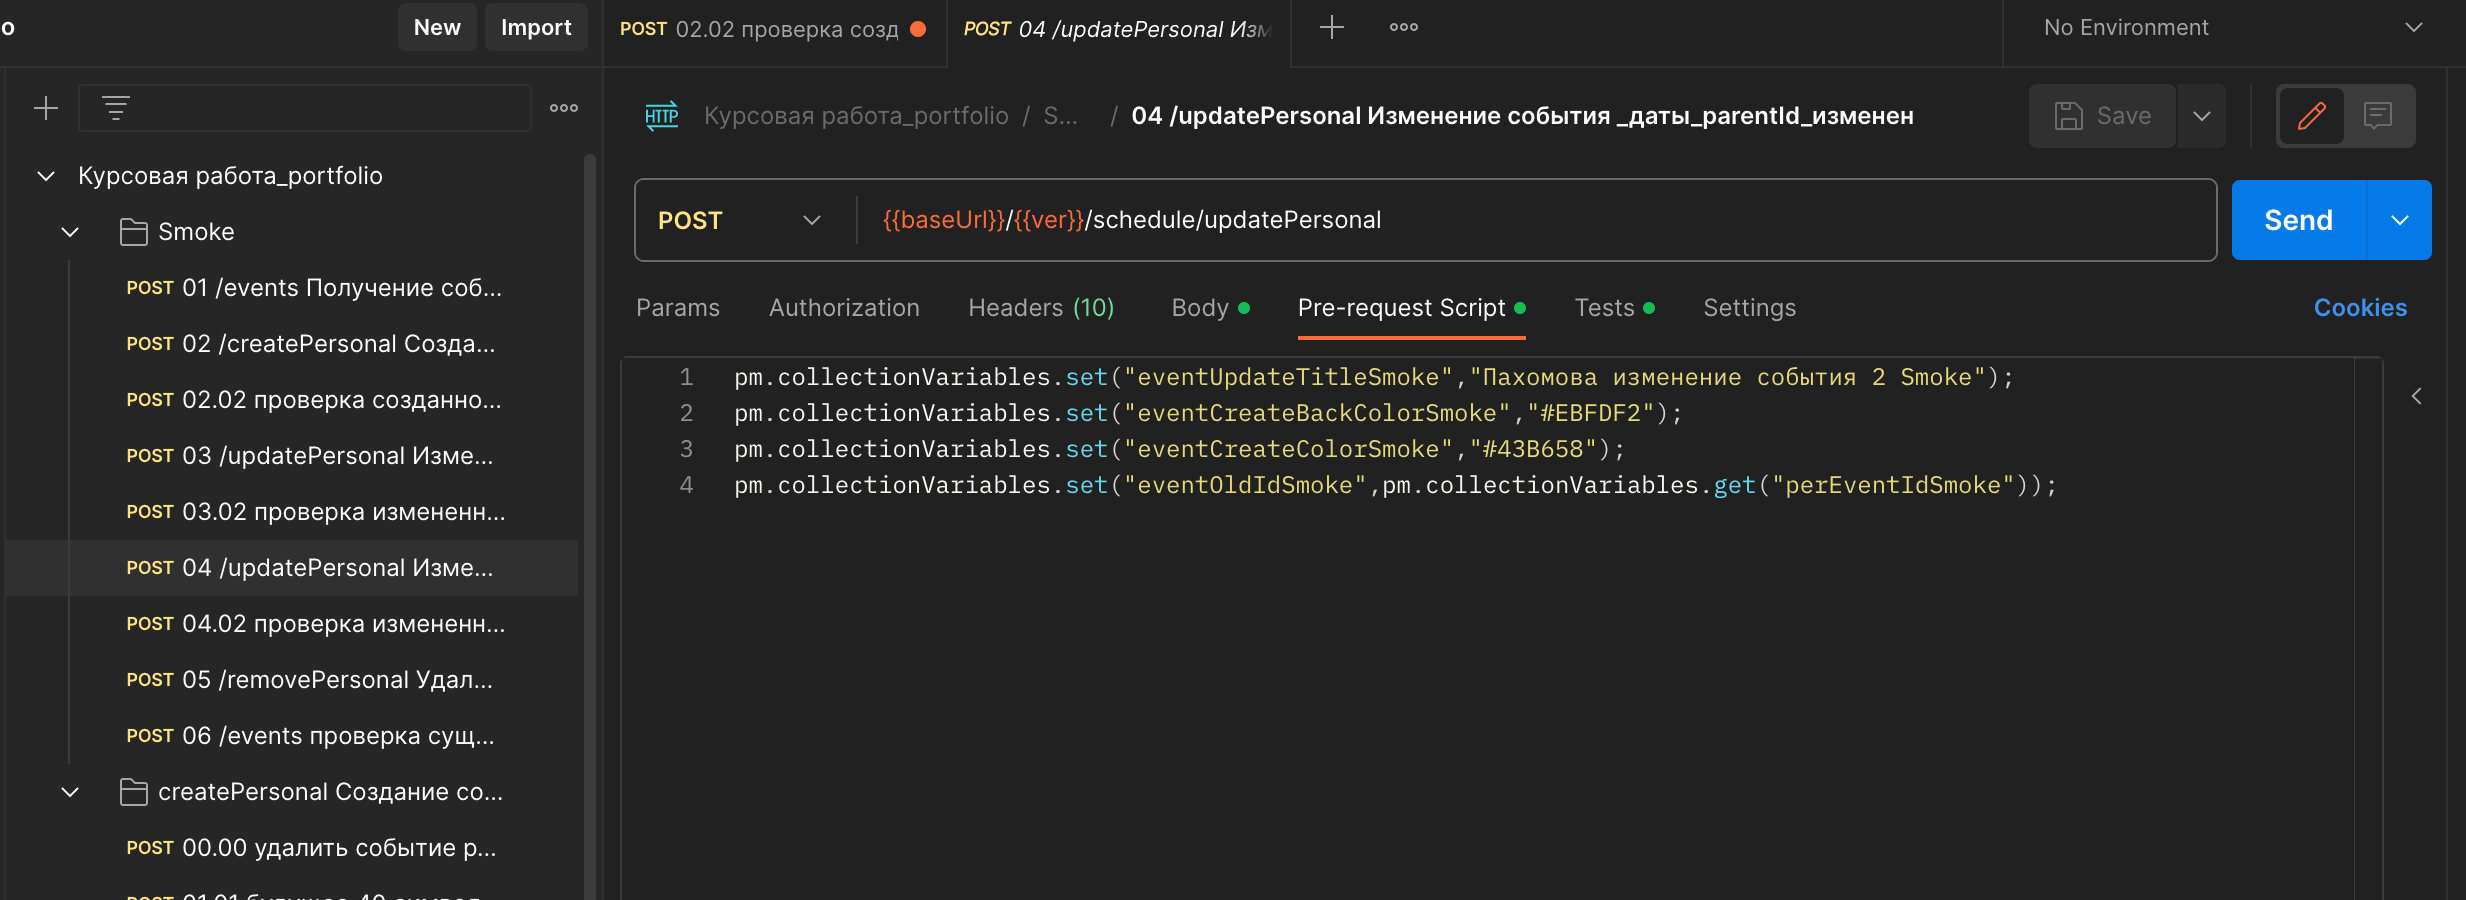 o
New
Import
POST 02.02 проверка созд
POST 04 /updatePersonal Изм
No Environment
Курсовая работа_portfolio / S... / 04 /updatePersonal Изменение события _даты_parentId_изменен
Save
Курсовая работа_portfolio
Smoke
POST 01 /events Получение соб...
POST 02 /createPersonal Созда...
POST 02.02 проверка созданно...
POST 03 /updatePersonal Изме...
POST 03.02 проверка измененн...
POST 04 /updatePersonal Изме...
POST 04.02 проверка измененн...
POST 05 /removePersonal Удал...
POST 06 /events проверка сущ...
createPersonal Создание со...
POST 00.00 удалить событие р...
HTTP
POST
{{baseUrl}}/{{ver}}/schedule/updatePersonal
Send
Params
Authorization
Headers (10)
Body
Pre-request Script
Tests
Settings
Cookies
1 pm.collectionVariables.set("eventUpdateTitleSmoke","Пахомова изменение события 2 Smoke");
2 pm.collectionVariables.set("eventCreateBackColorSmoke","#EBFDF2");
3 pm.collectionVariables.set("eventCreateColorSmoke","#43B658");
4 pm.collectionVariables.set("eventOldIdSmoke",pm.collectionVariables.get("perEventIdSmoke"));